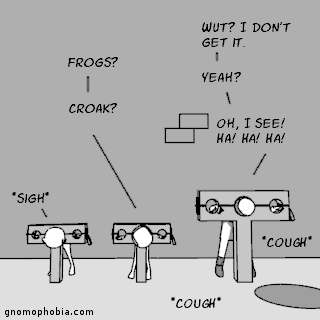 WUT? I DON'T
GET IT.
FROGS?
YEAH?
CROAK?
OH, I SEE!
HA! HA! HA!
*SIGH*
*COUGH*
*COUGH*
gnomophobia.com